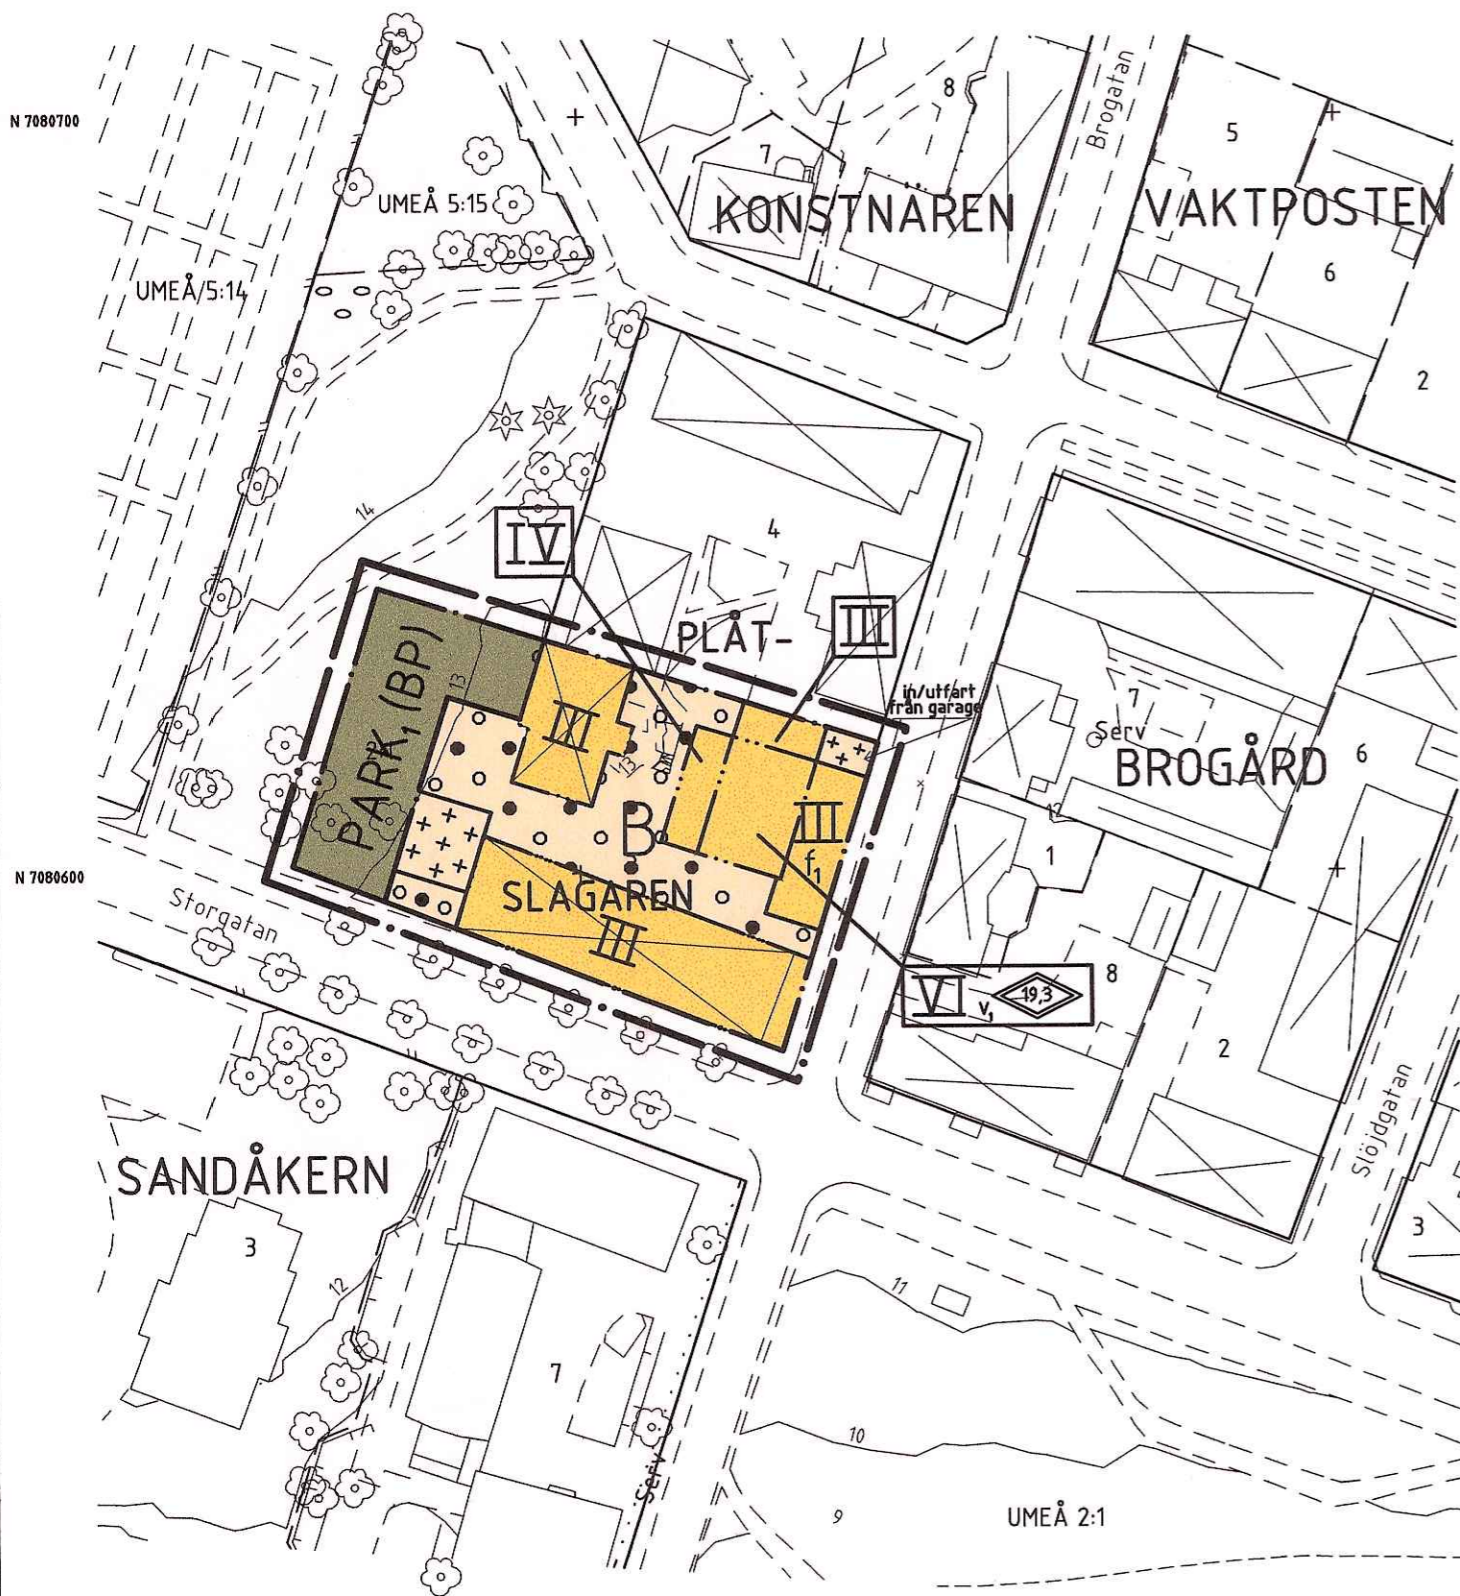 N 7080700
Brogatan
8
7
5
UMEÅ 5:15
KONSTNÄREN
VAKTPOSTEN
UMEÅ/5:14
6
2
14
IV
4
PLÅT-
III
in/utfart
från garage
7
Serv
BROGÅRD
6
13
PARK₁ (BP)
III
B
III
f₁
12
1
N 7080600
Storgatan
SLAGAREN
III
VI v₁ 19,3
8
2
Slöjdgatan
SANDÅKERN
3
12
11
3
7
10
Serv
9
UMEÅ 2:1